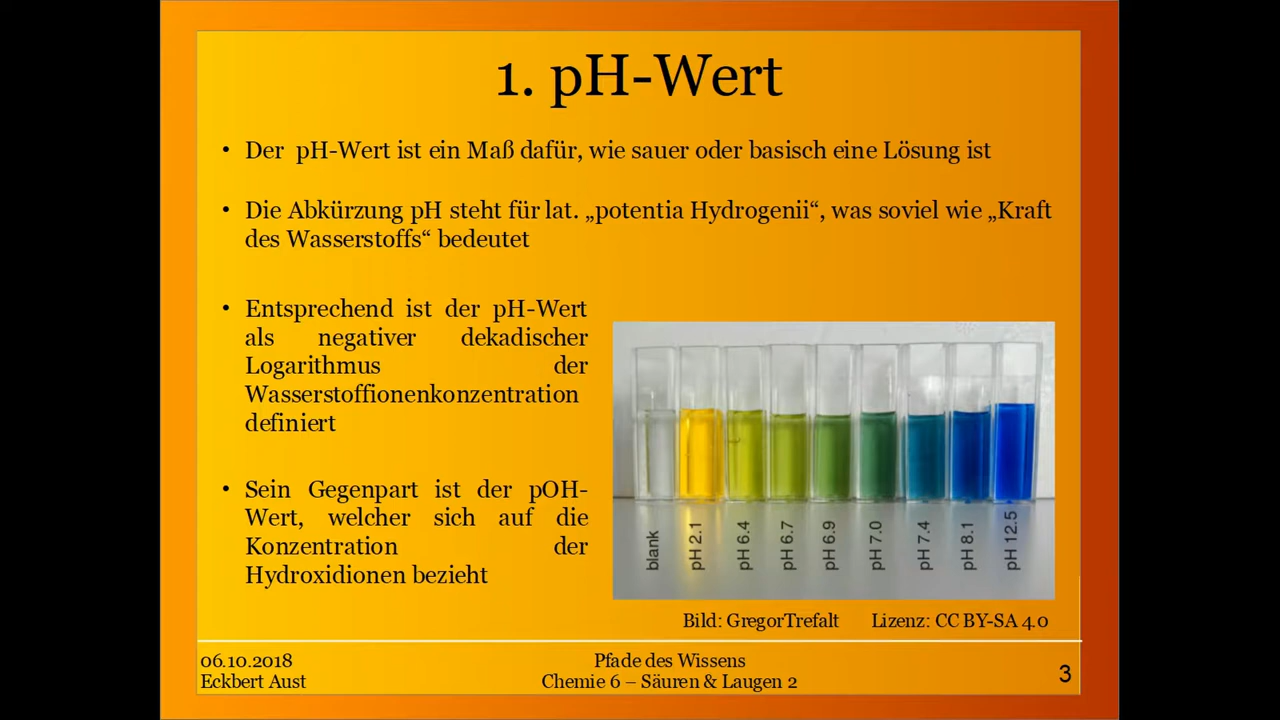 1. pH-Wert
• Der pH-Wert ist ein Maß dafür, wie sauer oder basisch eine Lösung ist
• Die Abkürzung pH steht für lat. „potentia Hydrogenii“, was soviel wie „Kraft
des Wasserstoffs“ bedeutet
• Entsprechend ist der pH-Wert
als negativer dekadischer
Logarithmus der
Wasserstoffionenkonzentration
definiert
• Sein Gegenpart ist der pOH-
Wert, welcher sich auf die
Konzentration der
Hydroxidionen bezieht
blank
pH 2.1
pH 6.4
pH 6.7
pH 6.9
pH 7.0
pH 7.4
pH 8.1
pH 12.5
Bild: GregorTrefalt Lizenz: CC BY-SA 4.0
06.10.2018
Eckbert Aust
Pfade des Wissens
Chemie 6 – Säuren & Laugen 2
3